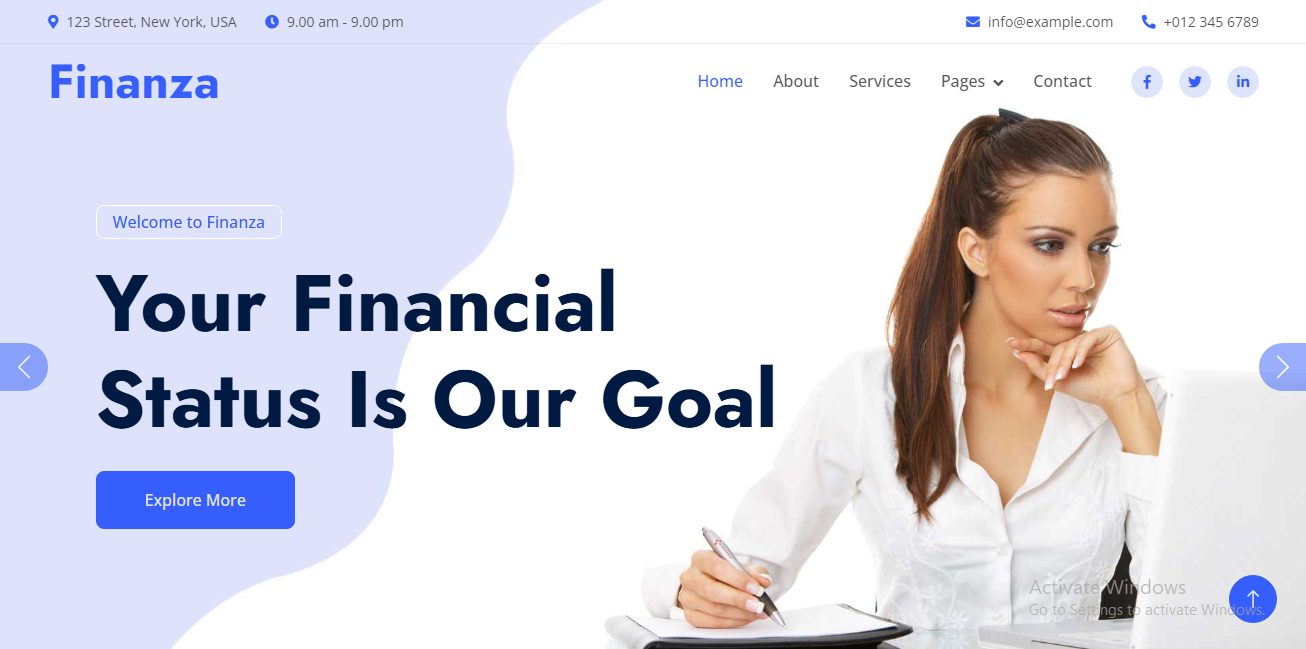 123 Street, New York, USA 9.00 am - 9.00 pm info@example.com +012 345 6789
Finanza Home About Services Pages Contact
Welcome to Finanza
Your Financial
Status Is Our Goal
Explore More
Activate Windows
Go to Settings to activate Windows.